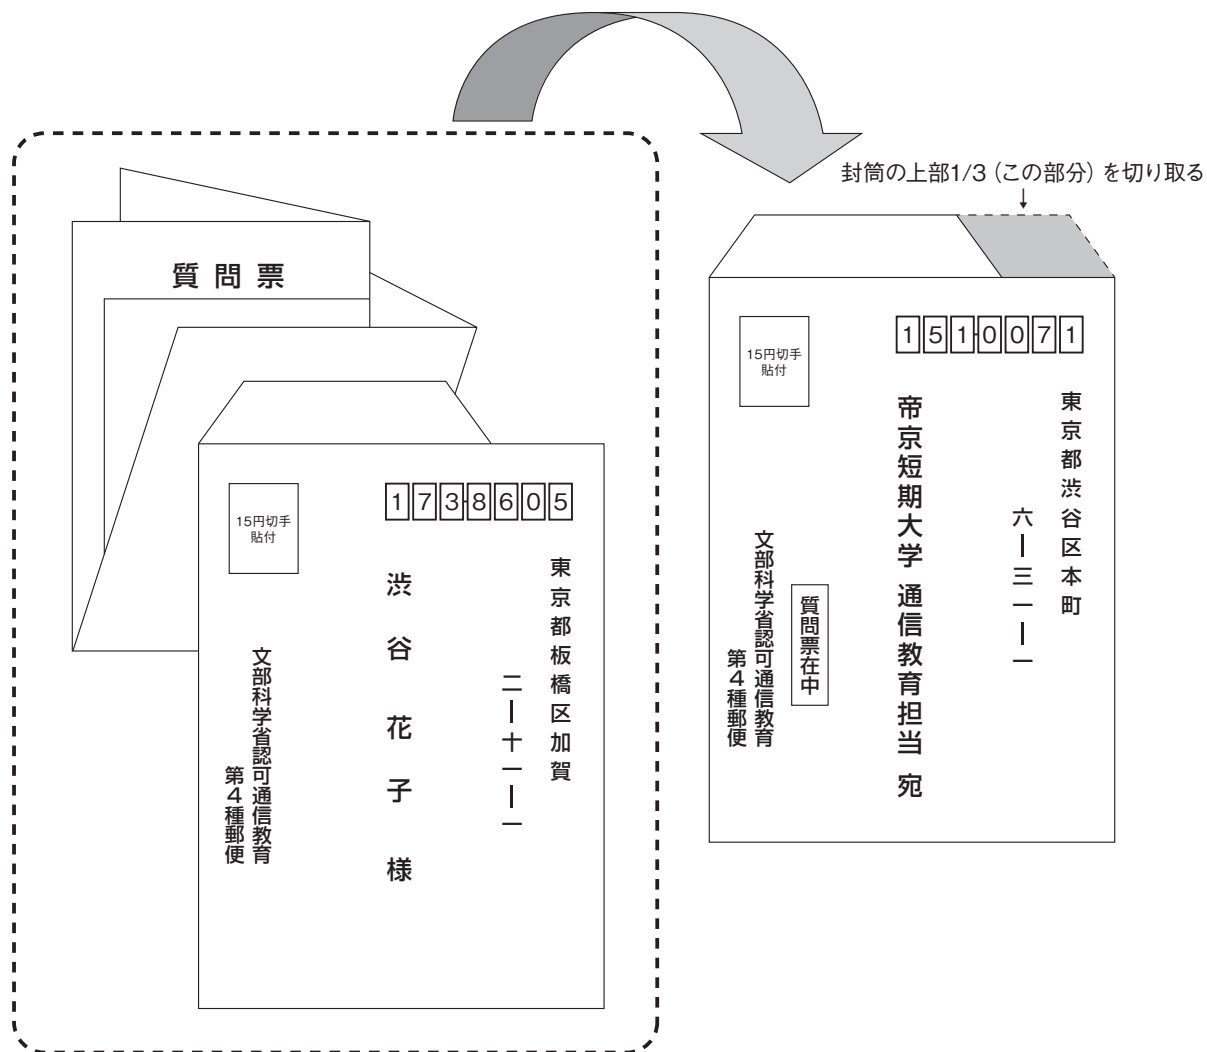 封筒の上部1/3（この部分）を切り取る
質問票
15円切手
貼付
173-8605
東京都板橋区加賀
二ー十一ー一
渋谷花子様
文部科学省認可通信教育
第4種郵便
15円切手
貼付
151-0071
東京都渋谷区本町
六ー三一ー一
帝京短期大学 通信教育担当 宛
質問票在中
文部科学省認可通信教育
第4種郵便